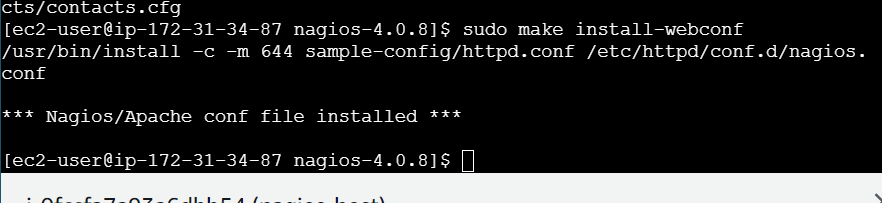 cts/contacts.cfg
[ec2-user@ip-172-31-34-87 nagios-4.0.8]$ sudo make install-webconf
/usr/bin/install -c -m 644 sample-config/httpd.conf /etc/httpd/conf.d/nagios.
conf
*** Nagios/Apache conf file installed ***
[ec2-user@ip-172-31-34-87 nagios-4.0.8]$
(nagios-host)